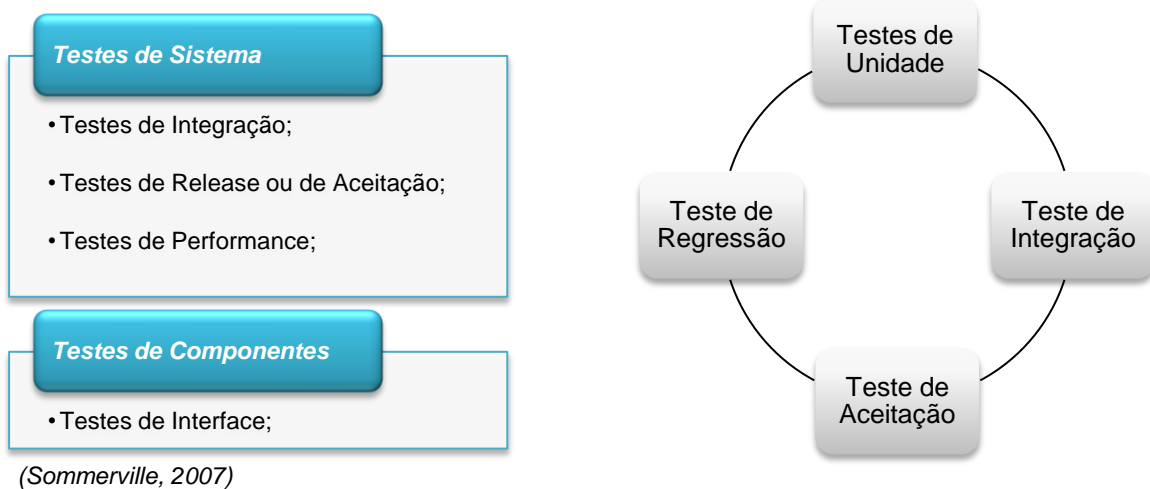 Testes de Sistema
• Testes de Integração;
• Testes de Release ou de Aceitação;
• Testes de Performance;
Testes de Componentes
• Testes de Interface;
(Sommerville, 2007)
Testes de
Unidade
Teste de
Regressão
Teste de
Integração
Teste de
Aceitação